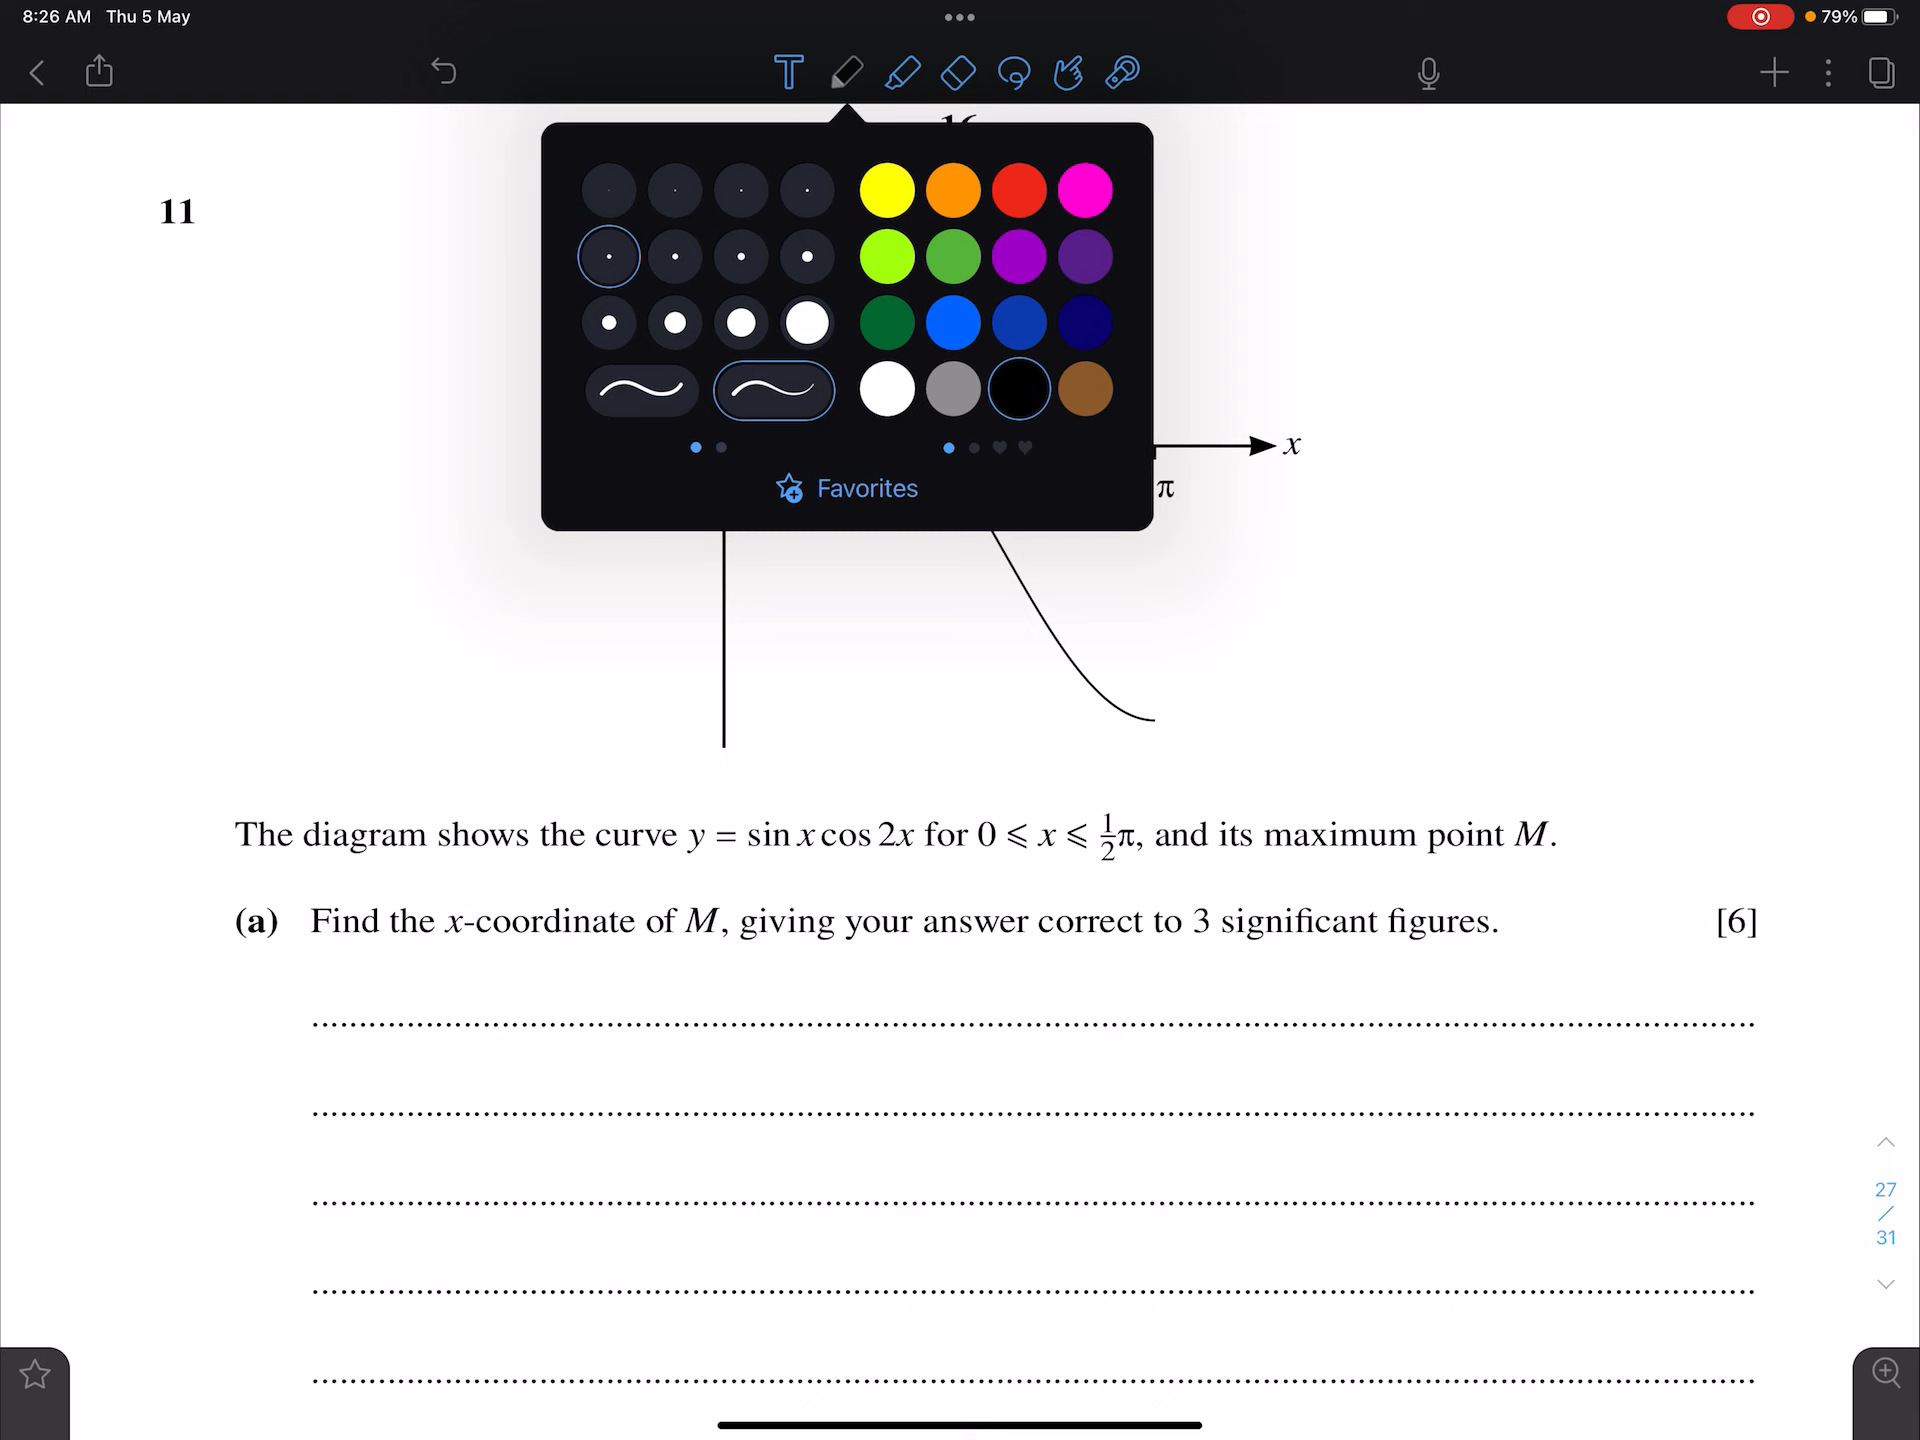 8:26 AM Thu 5 May
79%
T
16
11
x
π
Favorites
The diagram shows the curve y = sin x cos 2x for 0 ⩽ x ⩽ ½π, and its maximum point M.
(a) Find the x-coordinate of M, giving your answer correct to 3 significant figures. [6]
27
/
31